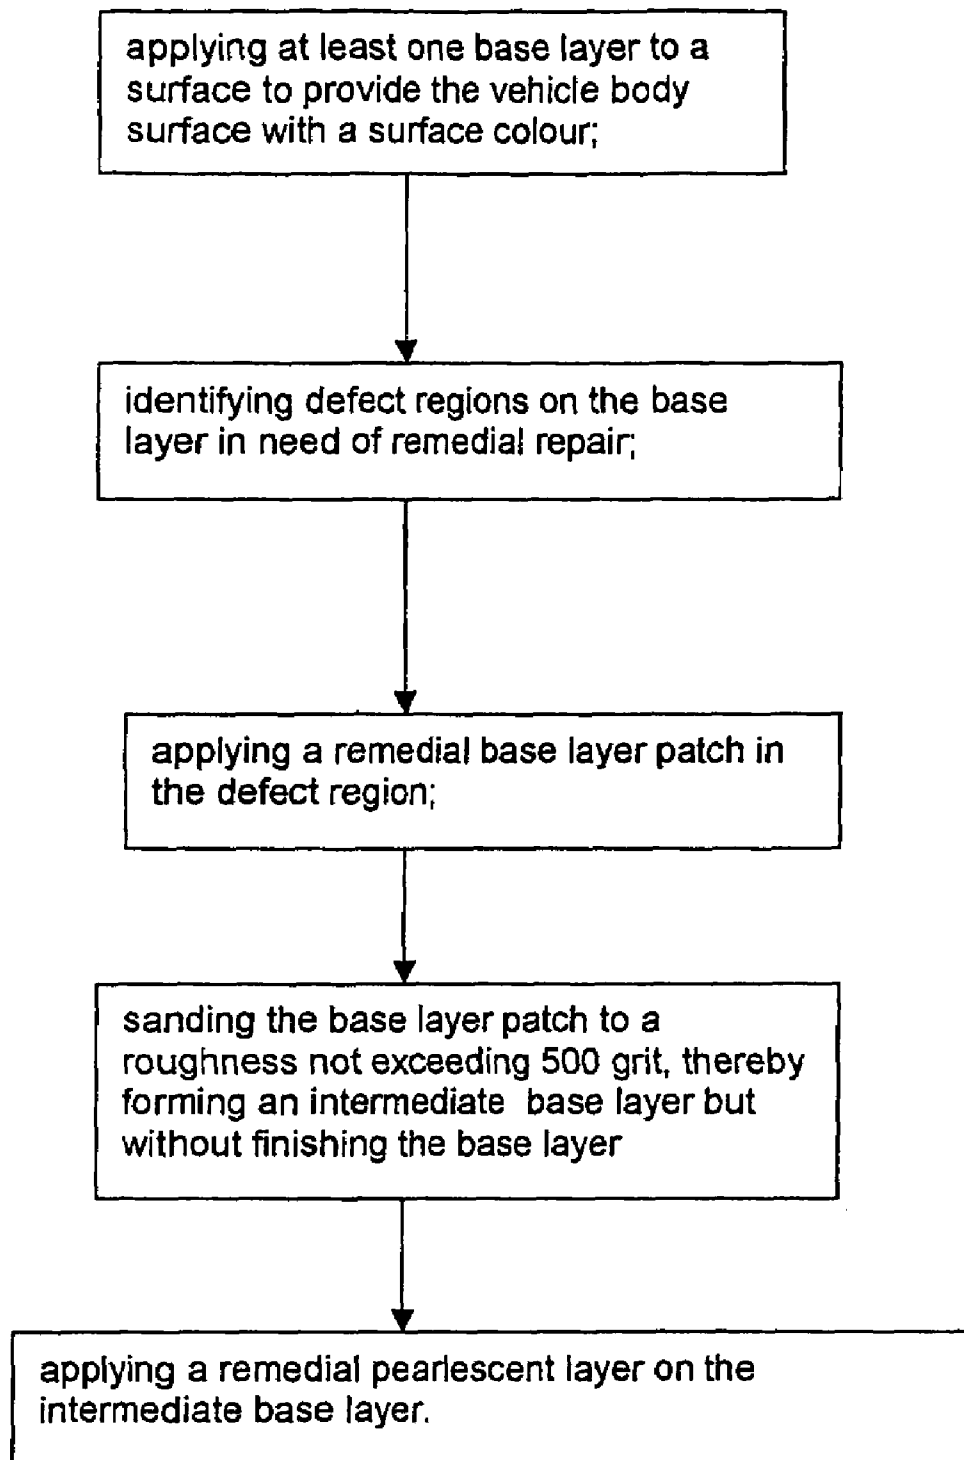 applying at least one base layer to a
surface to provide the vehicle body
surface with a surface colour;
identifying defect regions on the base
layer in need of remedial repair;
applying a remedial base layer patch in
the defect region;
sanding the base layer patch to a
roughness not exceeding 500 grit, thereby
forming an intermediate base layer but
without finishing the base layer
applying a remedial pearlescent layer on the
intermediate base layer.